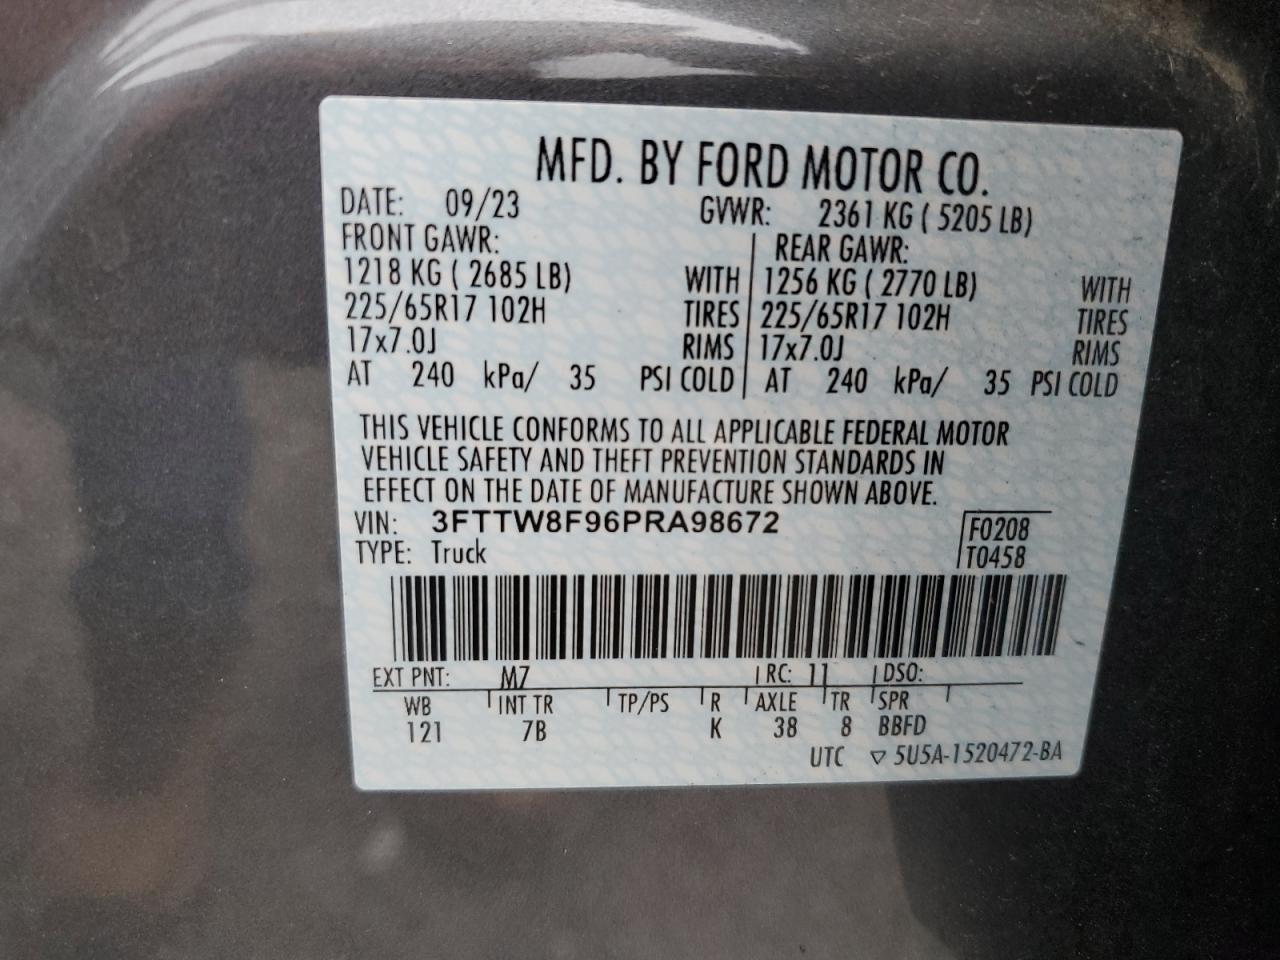 MFD. BY FORD MOTOR CO.
DATE: 09/23 GVWR: 2361 KG ( 5205 LB)
FRONT GAWR: REAR GAWR:
1218 KG ( 2685 LB) WITH 1256 KG ( 2770 LB) WITH
225/65R17 102H TIRES 225/65R17 102H TIRES
17x7.0J RIMS 17x7.0J RIMS
AT 240 kPa/ 35 PSI COLD AT 240 kPa/ 35 PSI COLD
THIS VEHICLE CONFORMS TO ALL APPLICABLE FEDERAL MOTOR
VEHICLE SAFETY AND THEFT PREVENTION STANDARDS IN
EFFECT ON THE DATE OF MANUFACTURE SHOWN ABOVE.
VIN: 3FTTW8F96PRA98672 F0208
TYPE: Truck T0458
EXT PNT: M7 RC: 11 DSO:
WB INT TR TP/PS R AXLE TR SPR
121 7B K 38 8 BBFD
UTC ▽ 5U5A-1520472-BA